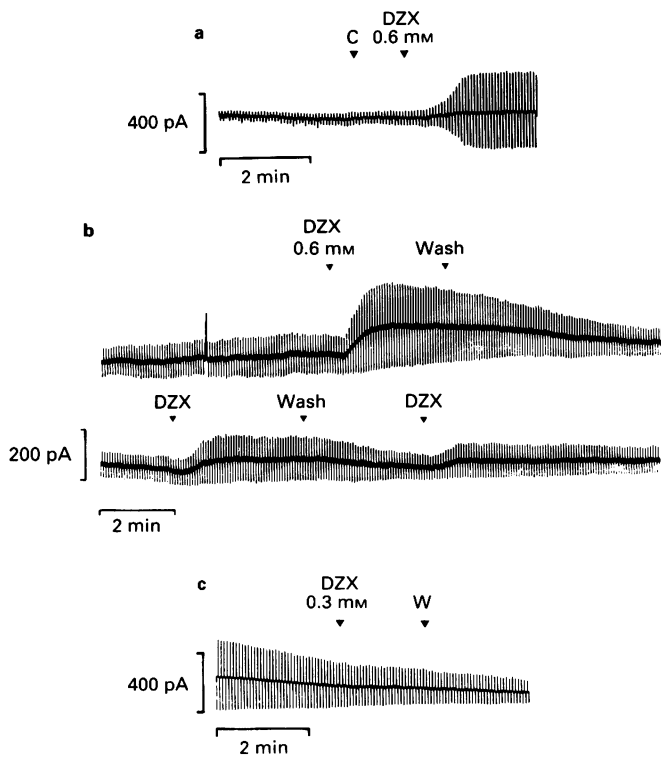 a
DZX
C 0.6 mM
400 pA
2 min
b
DZX
0.6 mM Wash
DZX Wash DZX
200 pA
2 min
c
DZX
0.3 mM W
400 pA
2 min